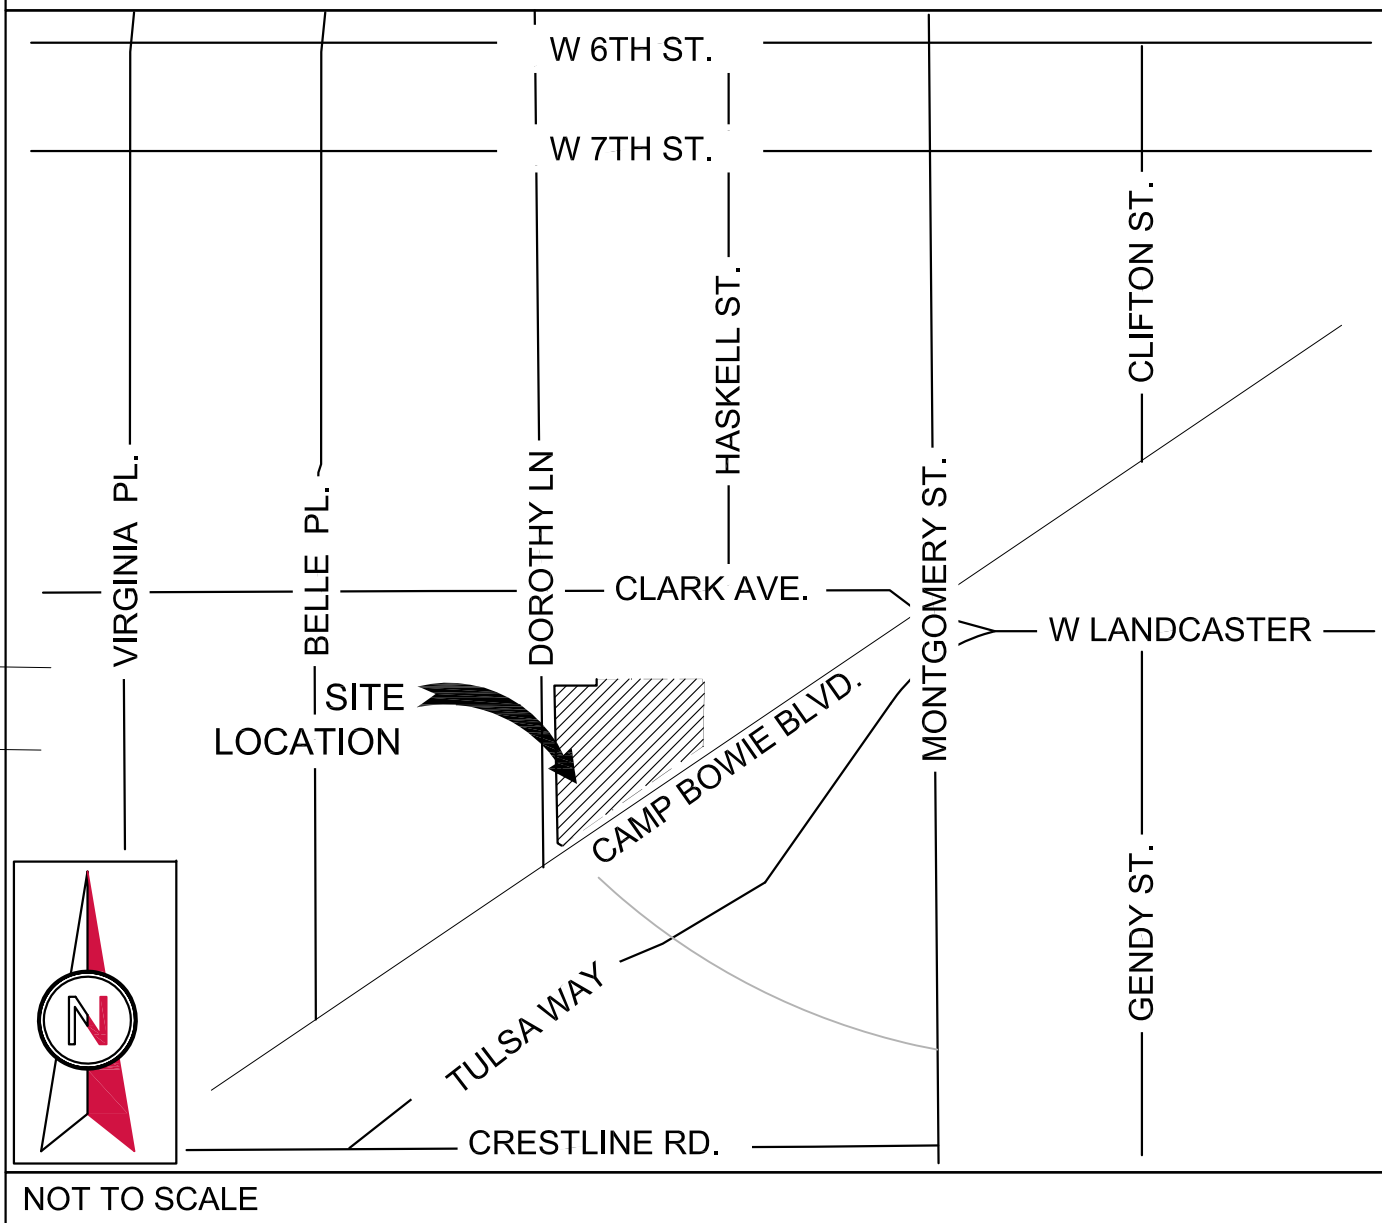 W 6TH ST.
W 7TH ST.
CLIFTON ST.
HASKELL ST.
VIRGINIA PL.
BELLE PL.
DOROTHY LN
MONTGOMERY ST.
CLARK AVE.
W LANDCASTER
SITE
LOCATION
CAMP BOWIE BLVD.
GENDY ST.
TULSA WAY
N
CRESTLINE RD.
NOT TO SCALE